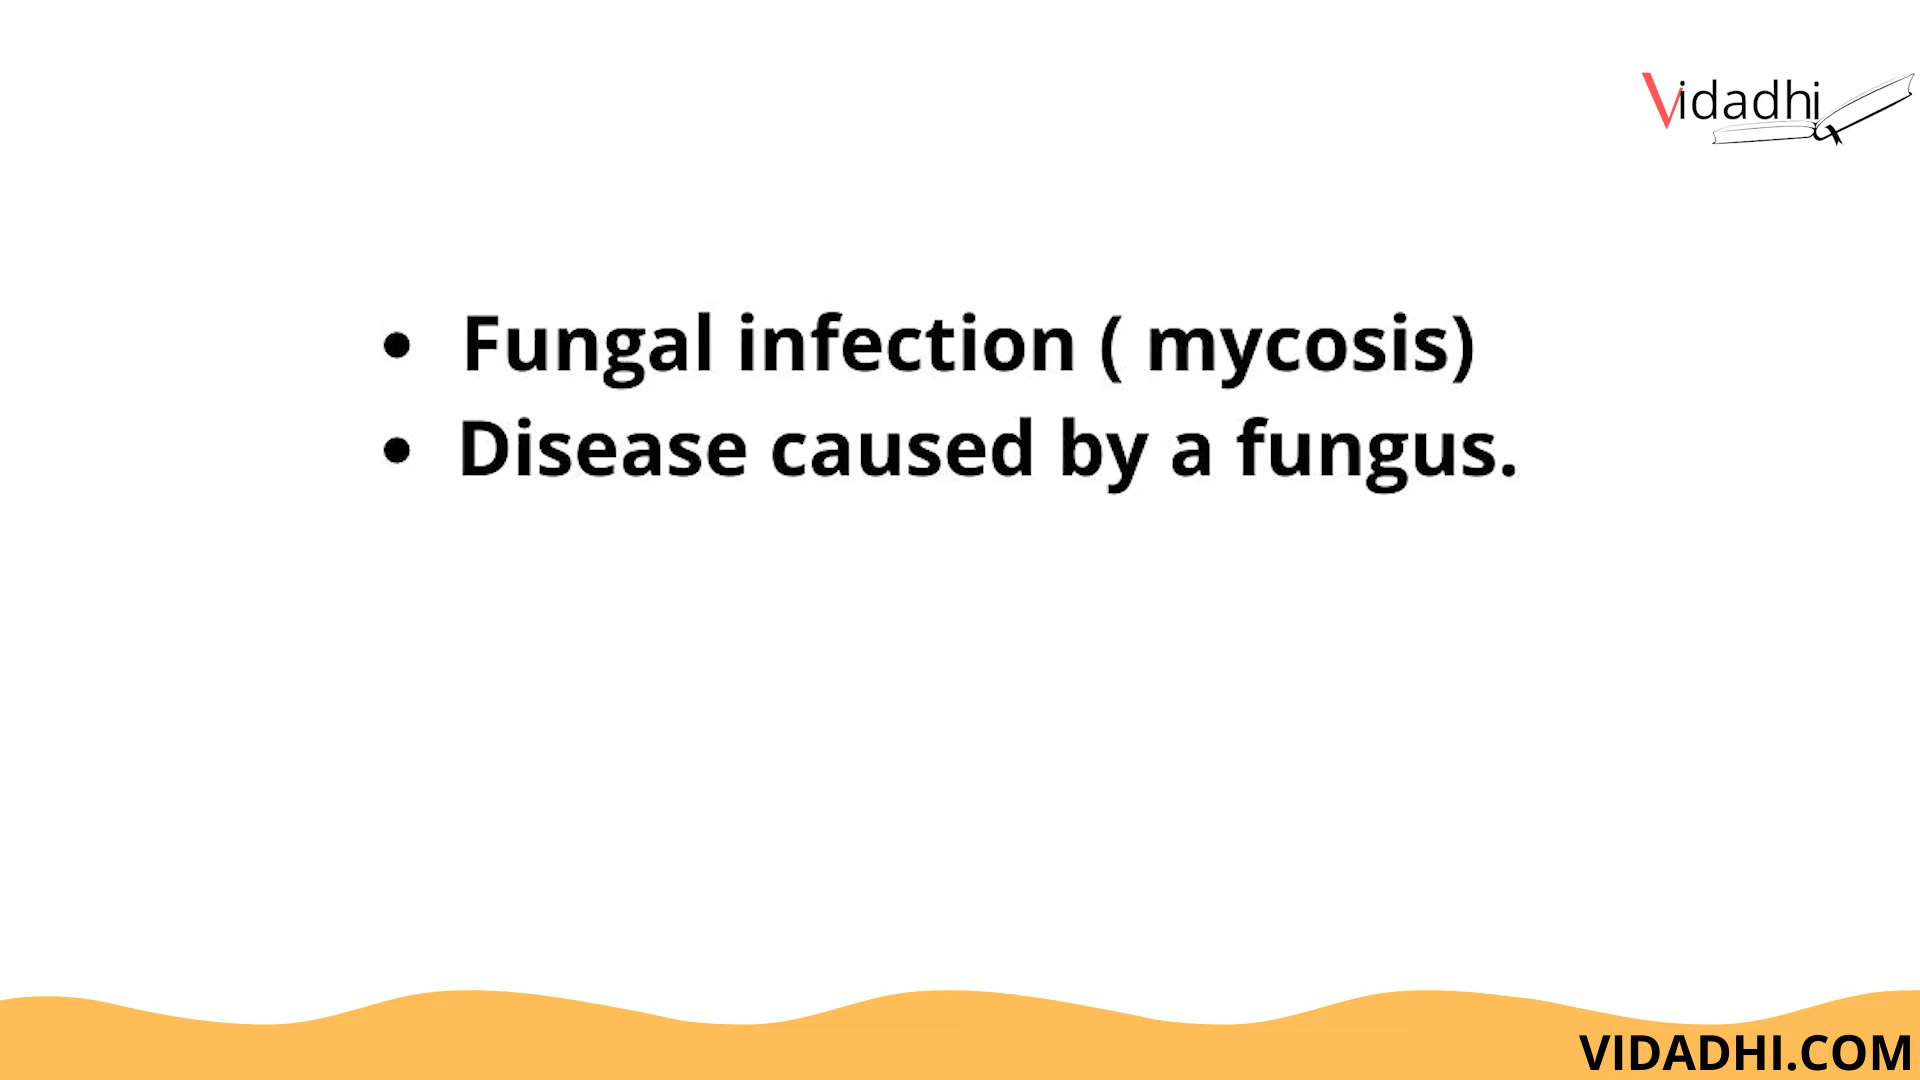 Vidadhi
• Fungal infection ( mycosis)
• Disease caused by a fungus.
VIDADHI.COM